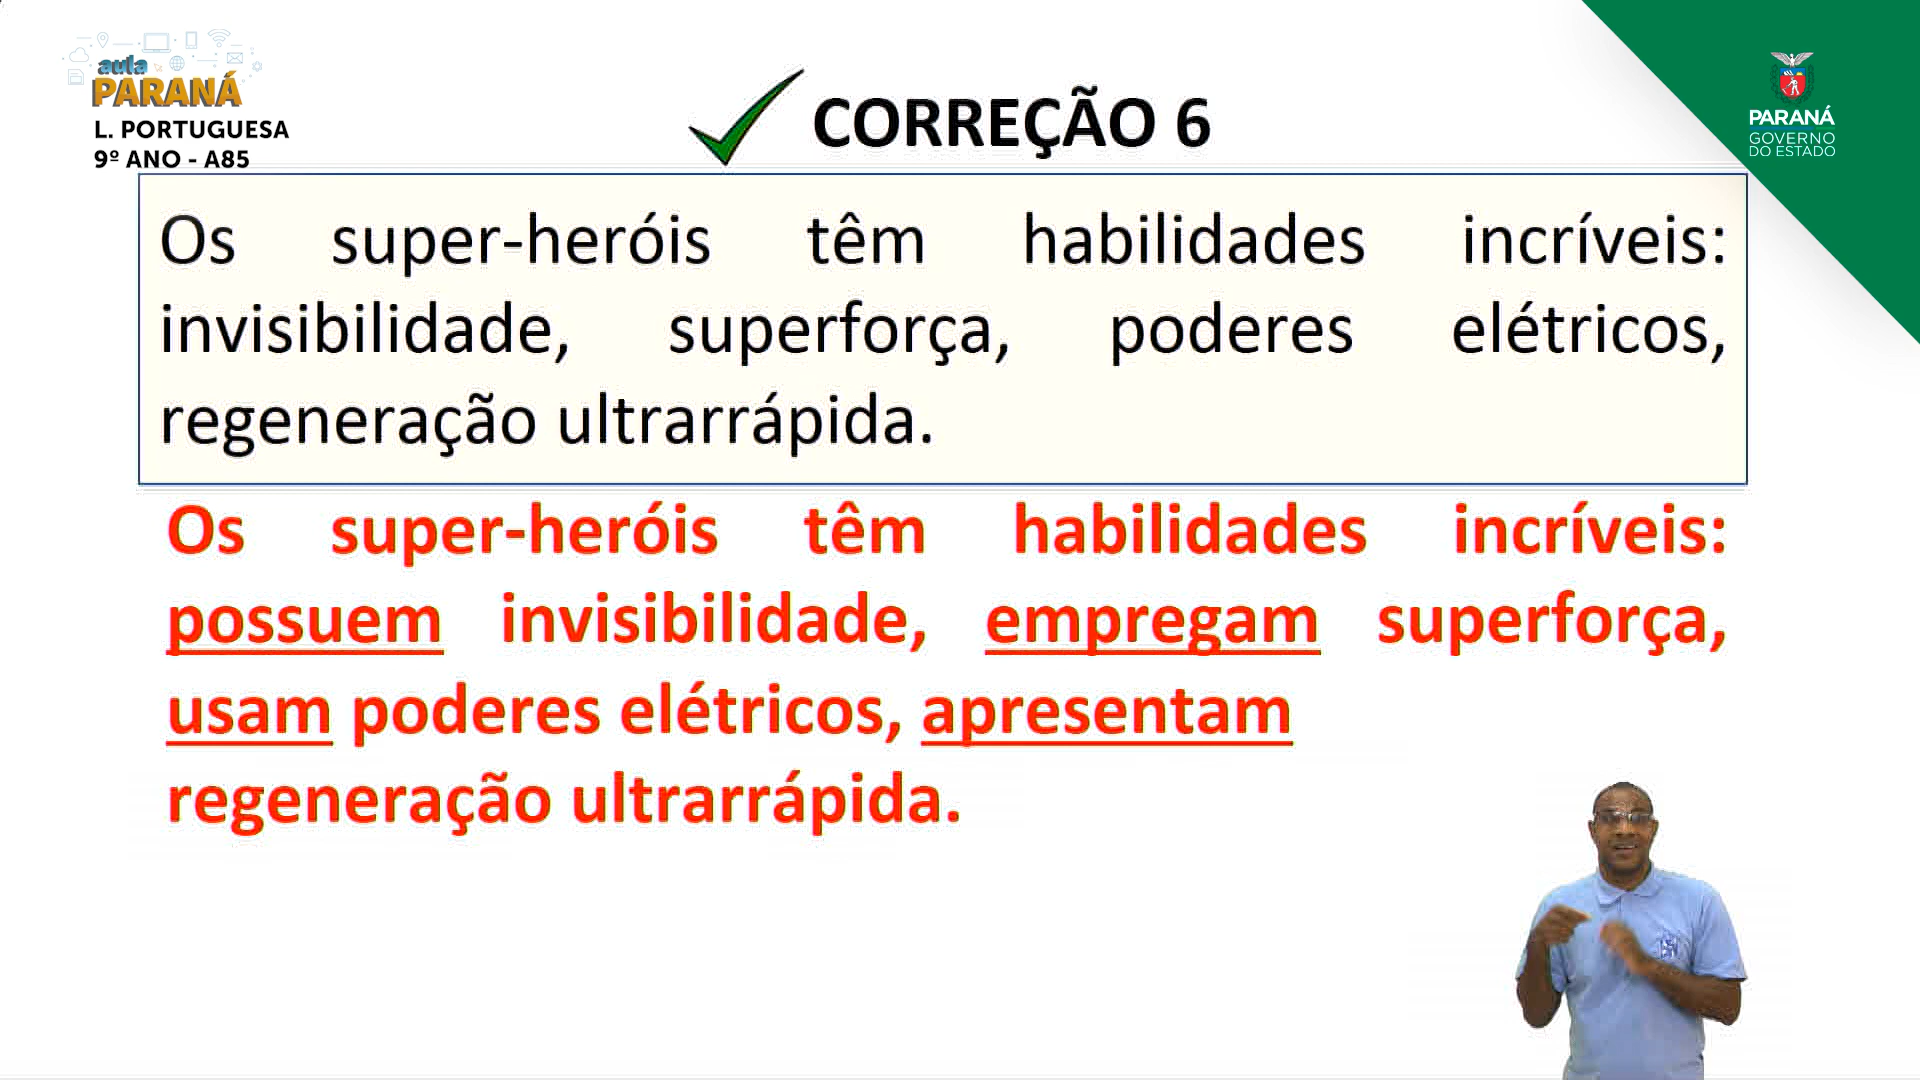 aula
PARANÁ
L. PORTUGUESA
9º ANO - A85
CORREÇÃO 6
PARANÁ
GOVERNO
DO ESTADO
Os super-heróis têm habilidades incríveis:
invisibilidade, superforça, poderes elétricos,
regeneração ultrarrápida.
Os super-heróis têm habilidades incríveis:
possuem invisibilidade, empregam superforça,
usam poderes elétricos, apresentam
regeneração ultrarrápida.